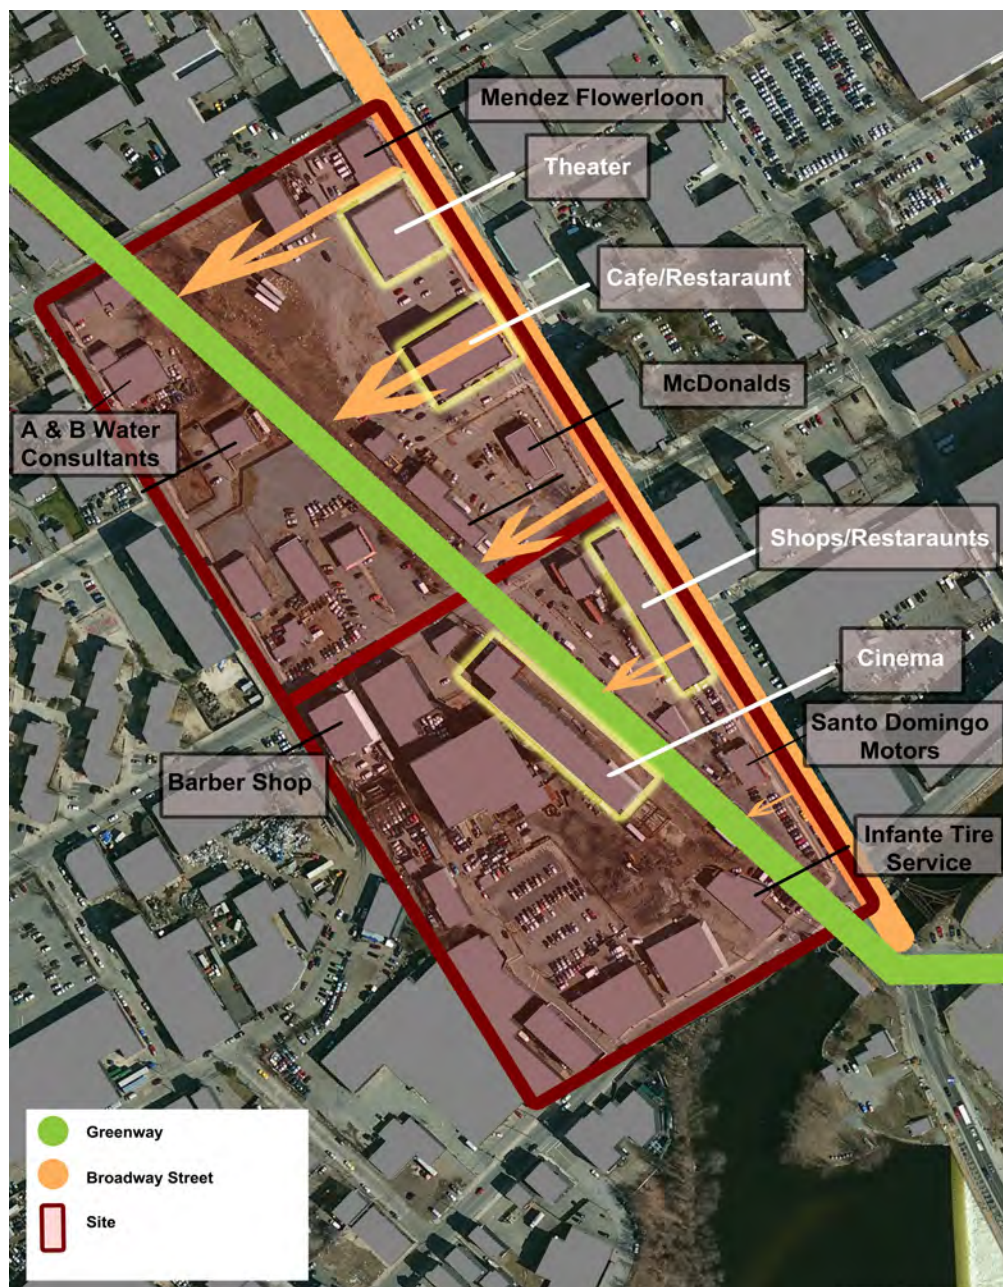 Mendez Flowerloon
Theater
Cafe/Restaraunt
McDonalds
A & B Water
Consultants
Shops/Restaraunts
Cinema
Santo Domingo
Motors
Barber Shop
Infante Tire
Service
Greenway
Broadway Street
Site